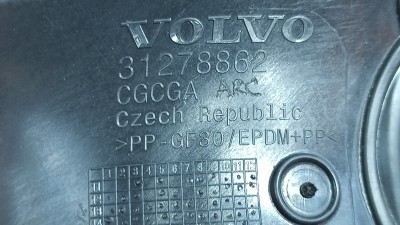 VOLVO
31278862
CGCGA ARC
Czech Republic
>PP-GF30/EPDM+PP<